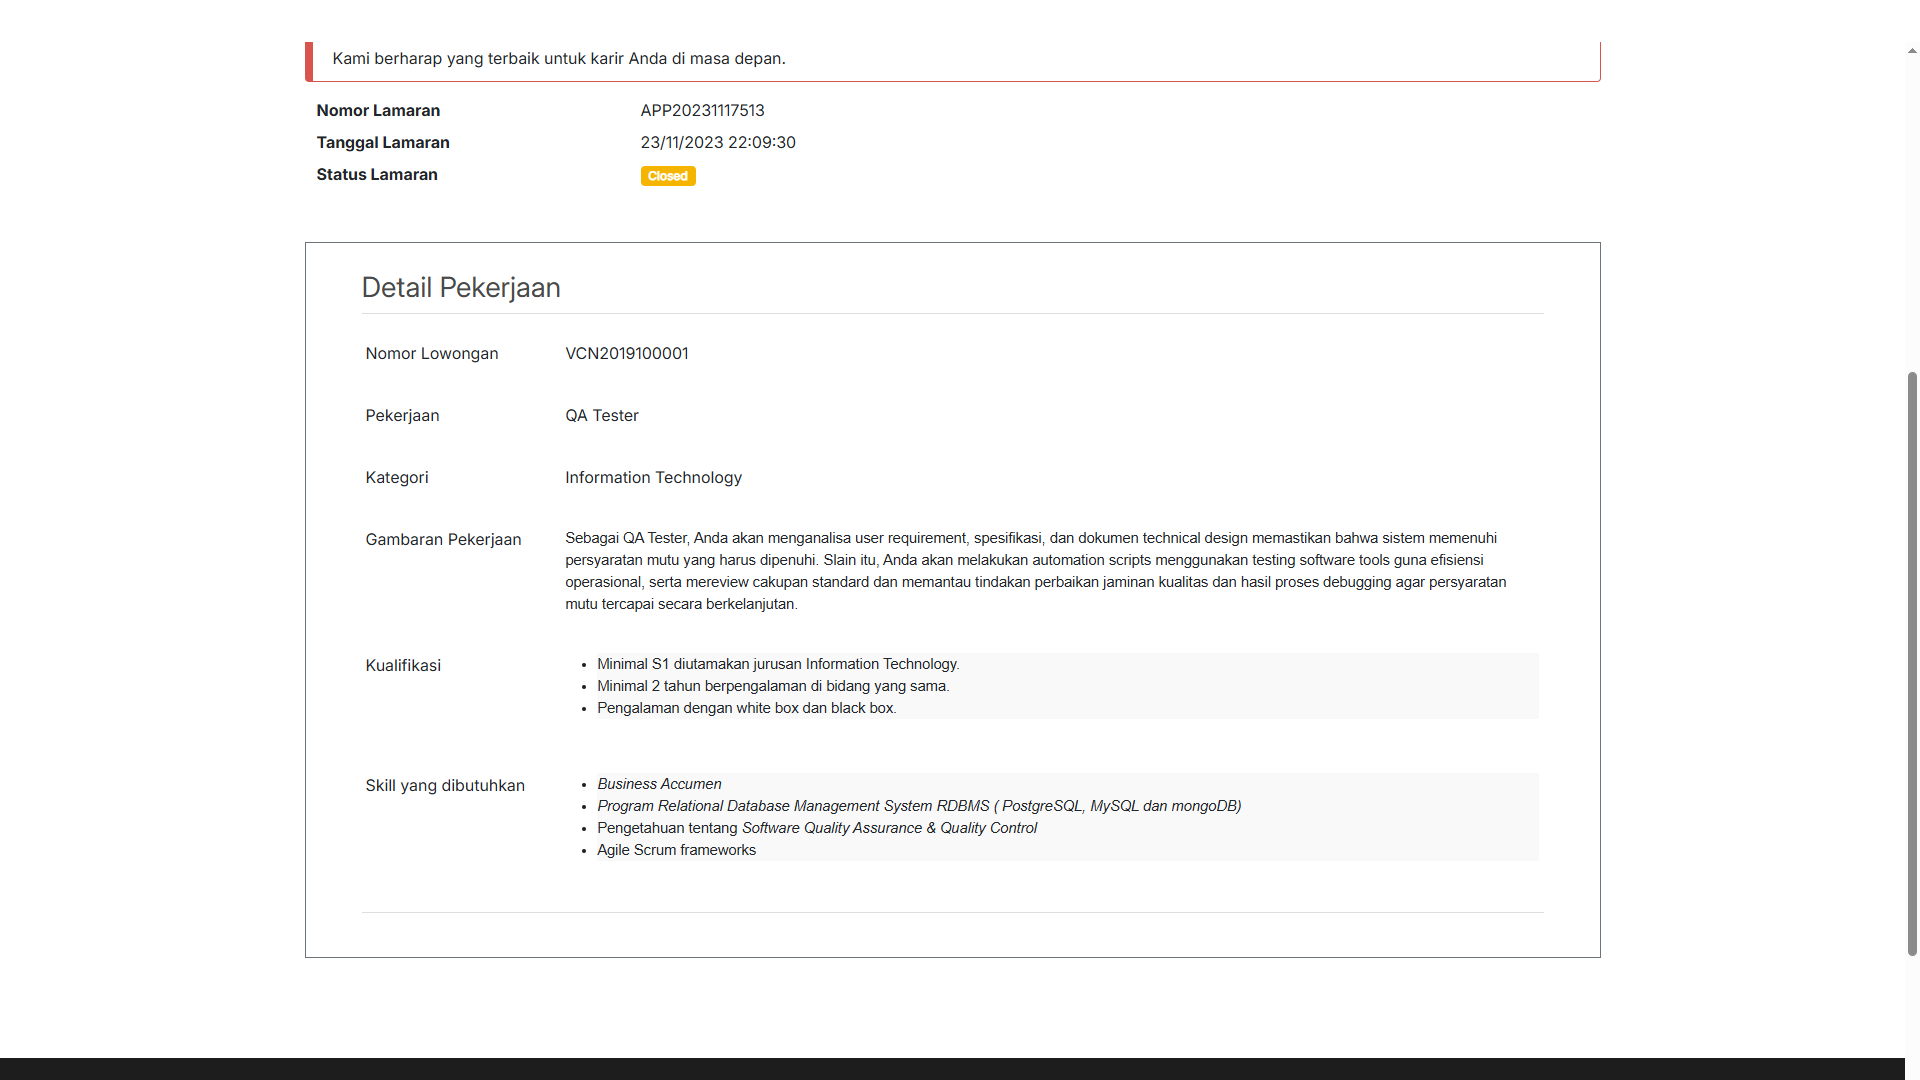 Kami berharap yang terbaik untuk karir Anda di masa depan.
Nomor Lamaran APP20231117513
Tanggal Lamaran 23/11/2023 22:09:30
Status Lamaran Closed
Detail Pekerjaan
Nomor Lowongan VCN2019100001
Pekerjaan QA Tester
Kategori Information Technology
Gambaran Pekerjaan Sebagai QA Tester, Anda akan menganalisa user requirement, spesifikasi, dan dokumen technical design memastikan bahwa sistem memenuhi
persyaratan mutu yang harus dipenuhi. Slain itu, Anda akan melakukan automation scripts menggunakan testing software tools guna efisiensi
operasional, serta mereview cakupan standard dan memantau tindakan perbaikan jaminan kualitas dan hasil proses debugging agar persyaratan
mutu tercapai secara berkelanjutan.
Kualifikasi • Minimal S1 diutamakan jurusan Information Technology.
• Minimal 2 tahun berpengalaman di bidang yang sama.
• Pengalaman dengan white box dan black box.
Skill yang dibutuhkan • Business Accumen
• Program Relational Database Management System RDBMS ( PostgreSQL, MySQL dan mongoDB)
• Pengetahuan tentang Software Quality Assurance & Quality Control
• Agile Scrum frameworks